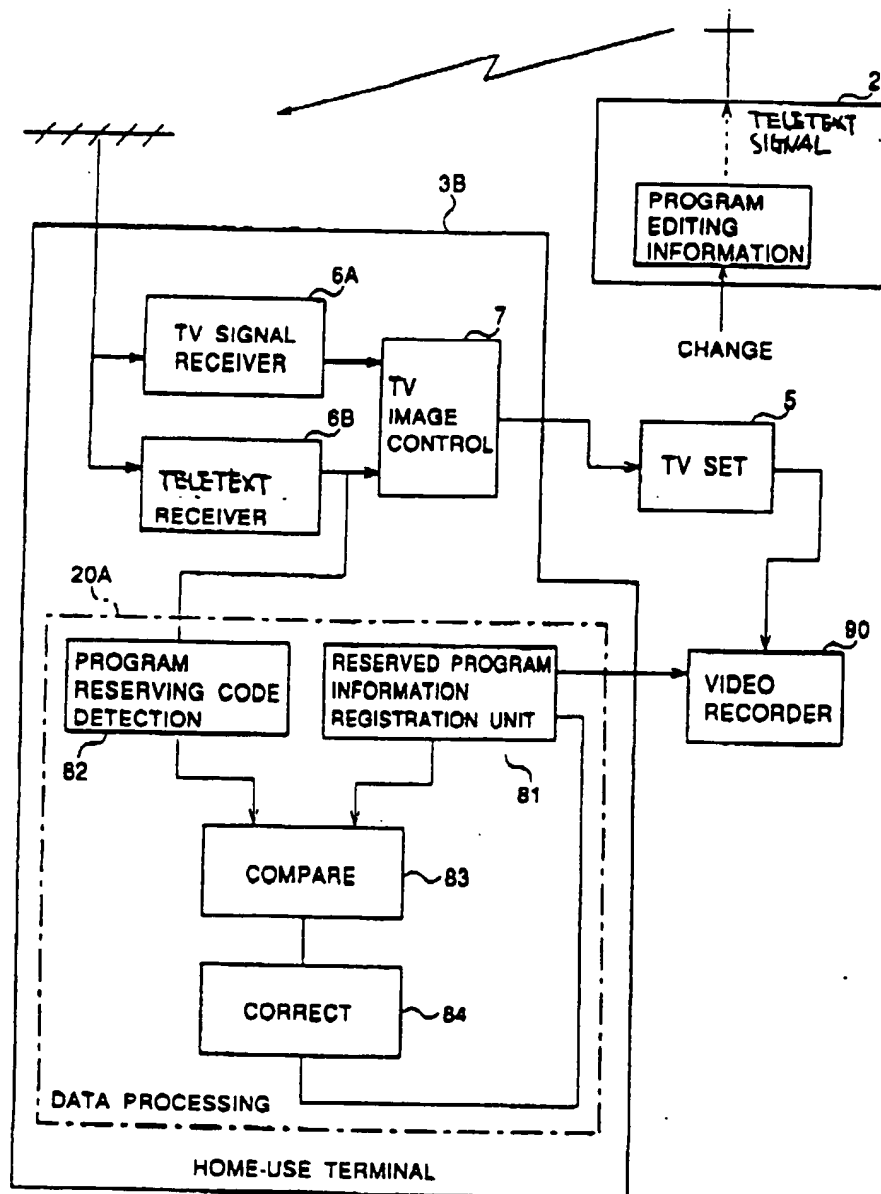 2
TELETEXT
SIGNAL
PROGRAM
EDITING
INFORMATION
CHANGE
3B
6A
TV SIGNAL
RECEIVER
7
TV
IMAGE
CONTROL
6B
TELETEXT
RECEIVER
5
TV SET
20A
PROGRAM
RESERVING CODE
DETECTION
82
RESERVED PROGRAM
INFORMATION
REGISTRATION UNIT
81
90
VIDEO
RECORDER
COMPARE
83
CORRECT
84
DATA PROCESSING
HOME-USE TERMINAL